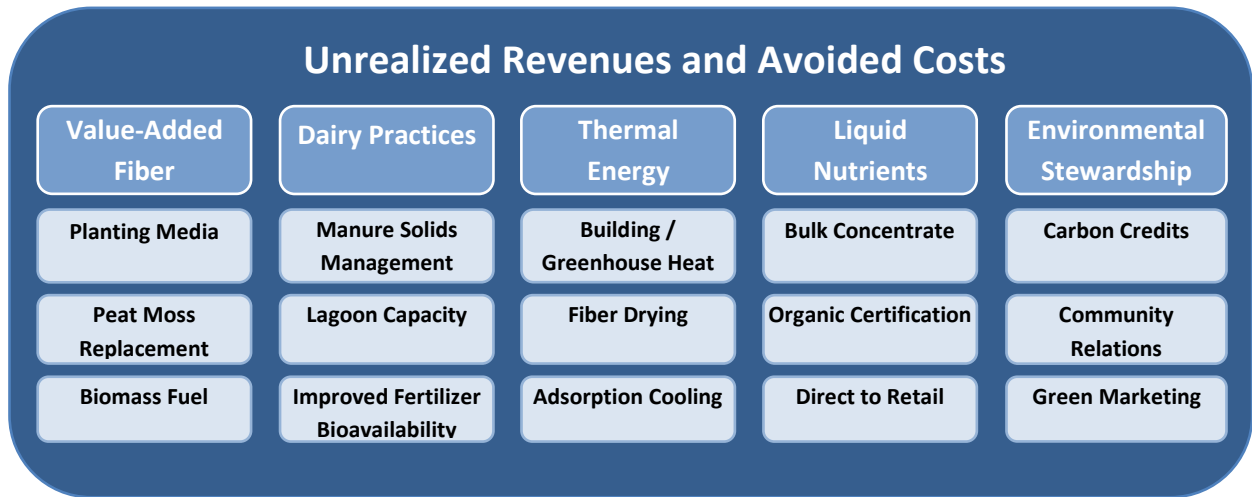 Unrealized Revenues and Avoided Costs
Value-Added
Fiber
Planting Media
Peat Moss
Replacement
Biomass Fuel
Dairy Practices
Manure Solids
Management
Lagoon Capacity
Improved Fertilizer
Bioavailability
Thermal
Energy
Building /
Greenhouse Heat
Fiber Drying
Adsorption Cooling
Liquid
Nutrients
Bulk Concentrate
Organic Certification
Direct to Retail
Environmental
Stewardship
Carbon Credits
Community
Relations
Green Marketing